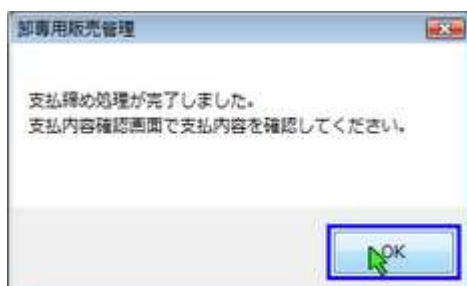 卸専用販売管理
支払締め処理が完了しました。
支払内容確認画面で支払内容を確認してください。
OK